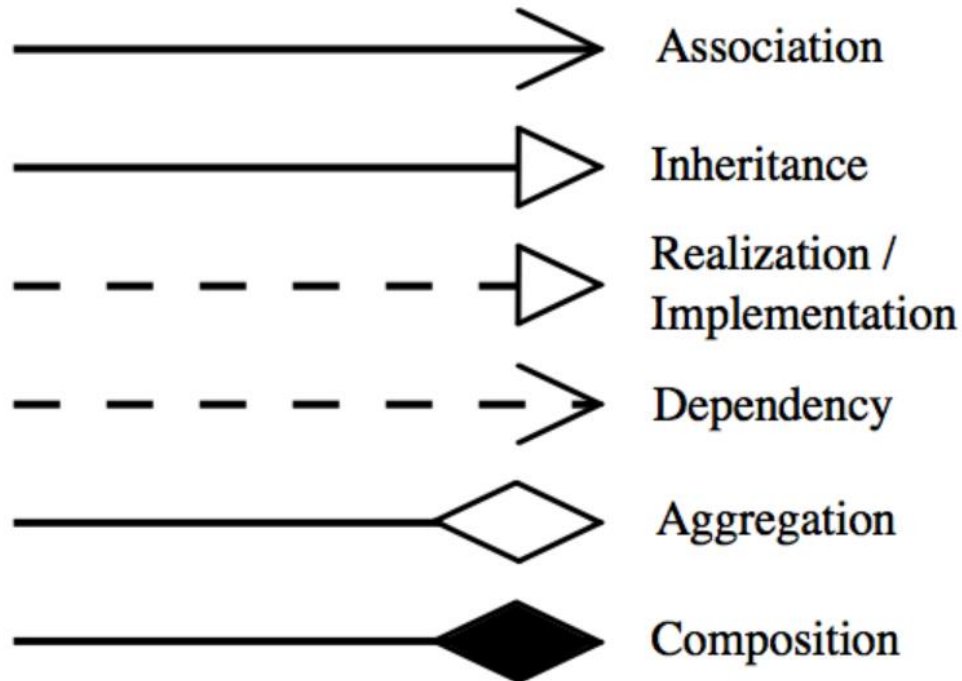 Association
Inheritance
Realization /
Implementation
Dependency
Aggregation
Composition